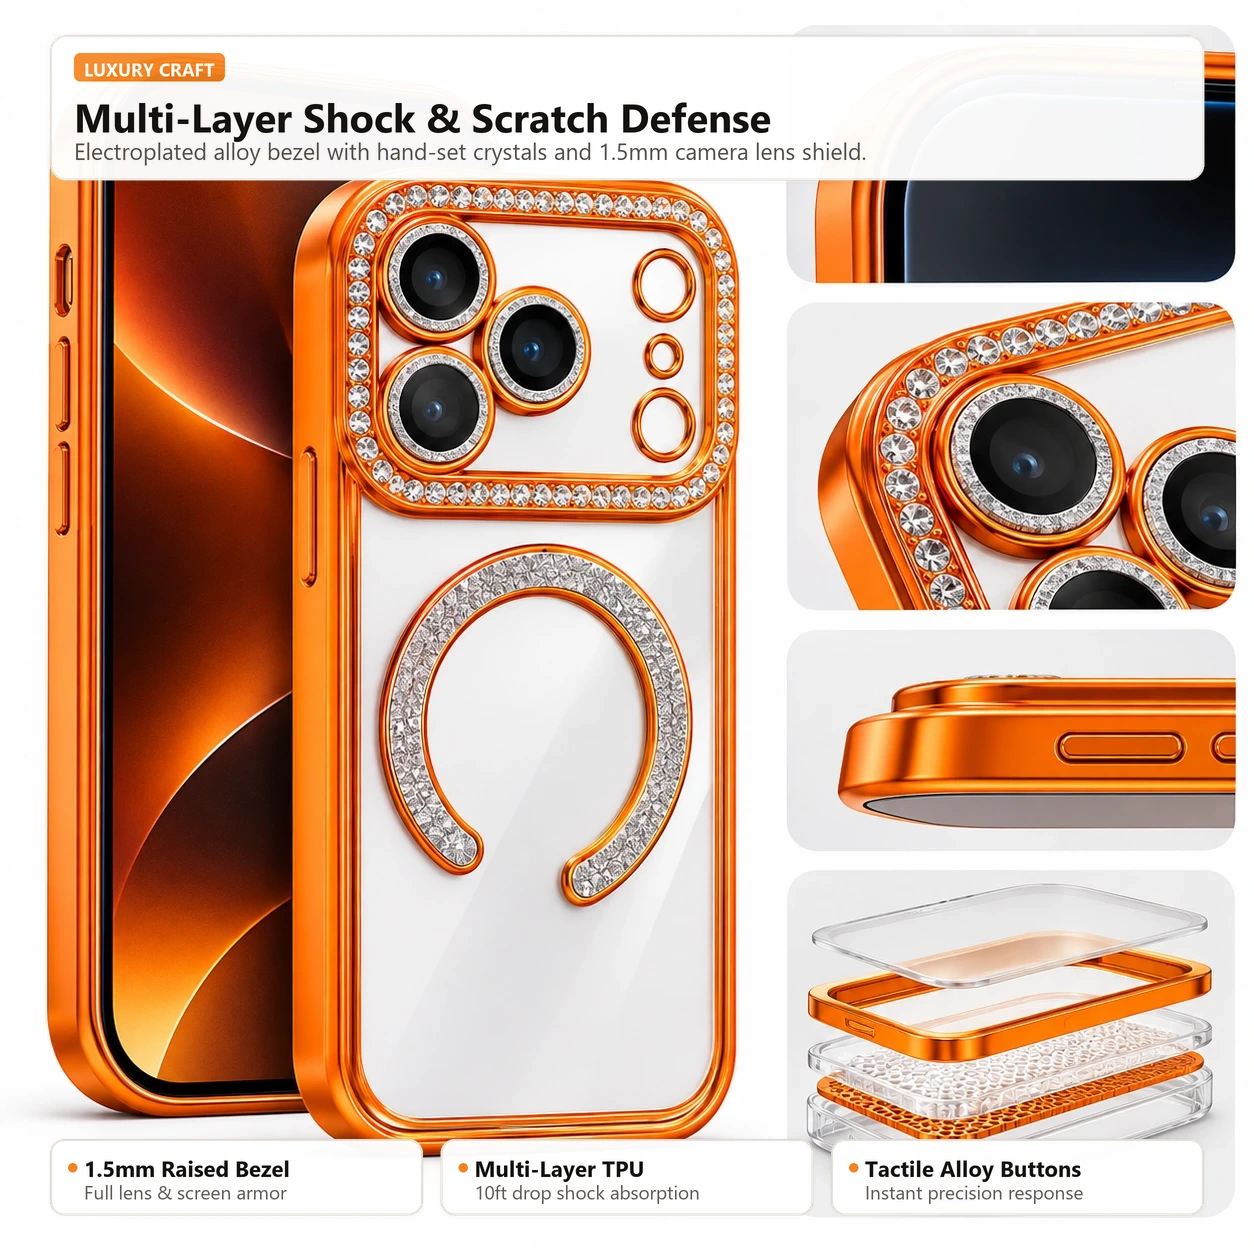 LUXURY CRAFT
Multi-Layer Shock & Scratch Defense
Electroplated alloy bezel with hand-set crystals and 1.5mm camera lens shield.
1.5mm Raised Bezel
Full lens & screen armor
Multi-Layer TPU
10ft drop shock absorption
Tactile Alloy Buttons
Instant precision response